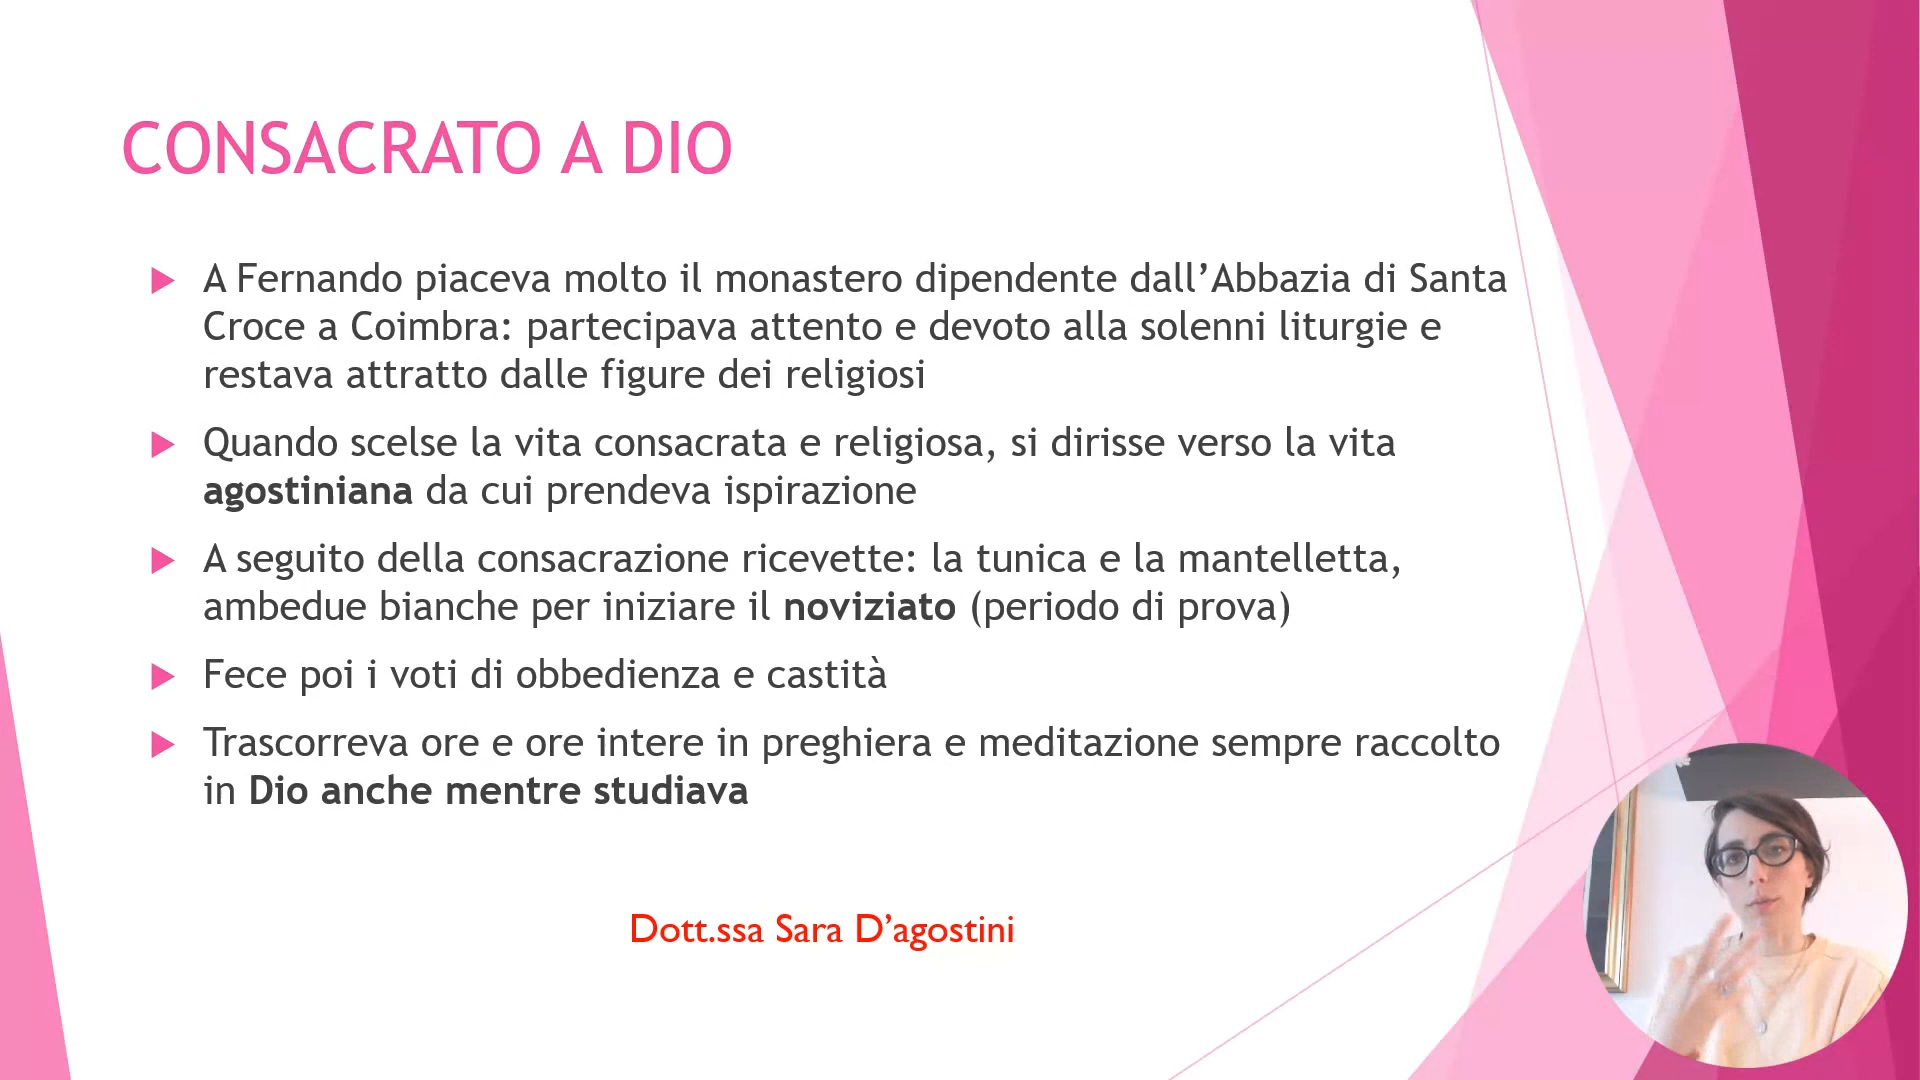 CONSACRATO A DIO
A Fernando piaceva molto il monastero dipendente dall’Abbazia di Santa
Croce a Coimbra: partecipava attento e devoto alla solenni liturgie e
restava attratto dalle figure dei religiosi
Quando scelse la vita consacrata e religiosa, si dirisse verso la vita
agostiniana da cui prendeva ispirazione
A seguito della consacrazione ricevette: la tunica e la mantelletta,
ambedue bianche per iniziare il noviziato (periodo di prova)
Fece poi i voti di obbedienza e castità
Trascorreva ore e ore intere in preghiera e meditazione sempre raccolto
in Dio anche mentre studiava
Dott.ssa Sara D’agostini